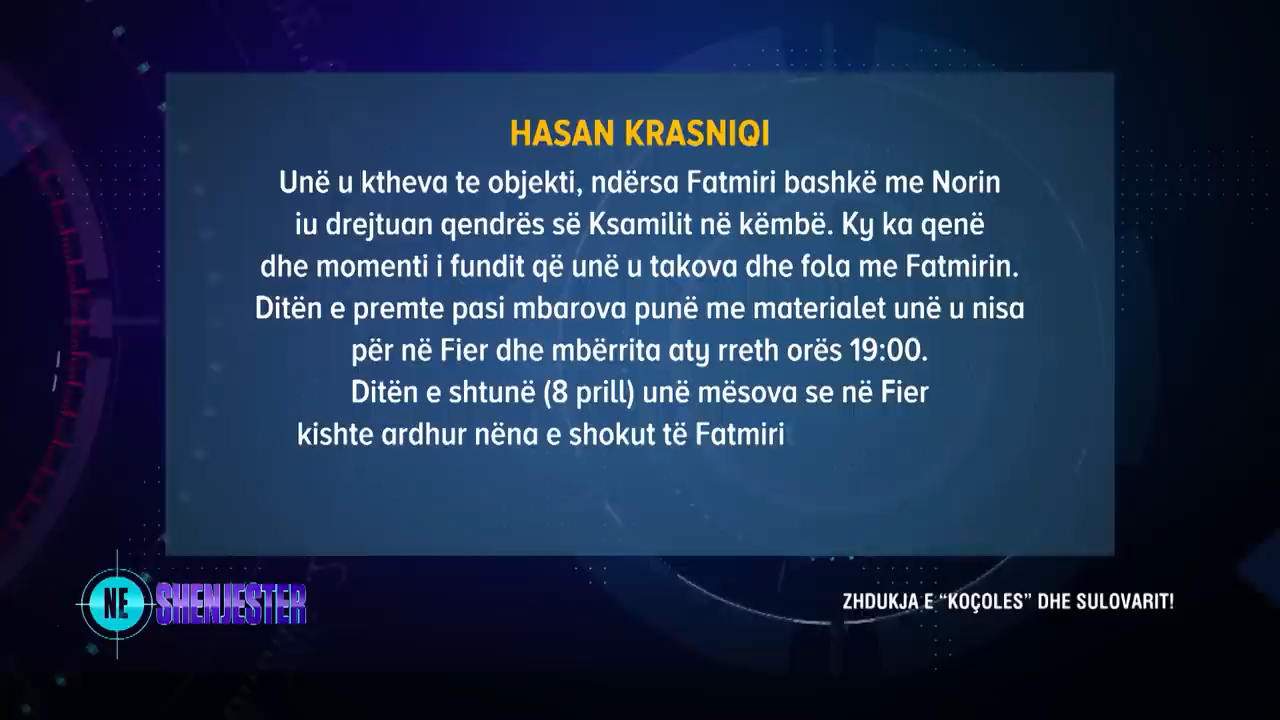 HASAN KRASNIQI
Unë u ktheva te objekti, ndërsa Fatmiri bashkë me Norin
iu drejtuan qendrës së Ksamilit në këmbë. Ky ka qenë
dhe momenti i fundit që unë u takova dhe fola me Fatmirin.
Ditën e premte pasi mbarova punë me materialet unë u nisa
për në Fier dhe mbërrita aty rreth orës 19:00.
Ditën e shtunë (8 prill) unë mësova se në Fier
kishte ardhur nëna e shokut të Fatmiri
NE SHENJESTER
ZHDUKJA E “KOÇOLES” DHE SULOVARIT!